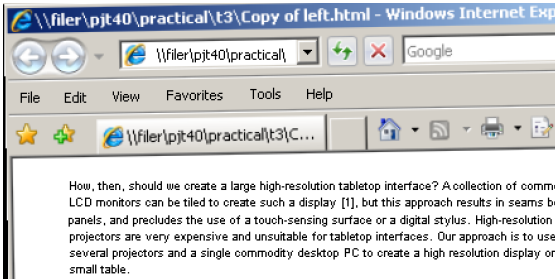 \\filer\pjt40\practical\t3\Copy of left.html - Windows Internet Exp
\\filer\pjt40\practical\
Google
File Edit View Favorites Tools Help
\\filer\pjt40\practical\t3\C...
How, then, should we create a large high-resolution tabletop interface? A collection of comm
LCD monitors can be tiled to create such a display [1], but this approach results in seams b
panels, and precludes the use of a touch-sensing surface or a digital stylus. High-resolution
projectors are very expensive and unsuitable for tabletop interfaces. Our approach is to use
several projectors and a single commodity desktop PC to create a high resolution display or
small table.